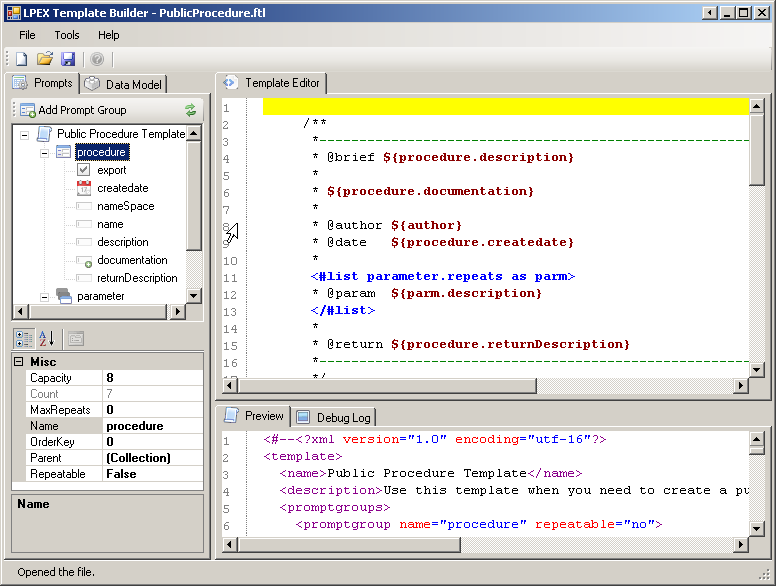 LPEX Template Builder - PublicProcedure.ftl
File Tools Help
Prompts Data Model
Add Prompt Group
Public Procedure Template
procedure
export
createdate
nameSpace
name
description
documentation
returnDescription
parameter
Misc
Capacity 8
Count 7
MaxRepeats 0
Name procedure
OrderKey 0
Parent (Collection)
Repeatable False
Name
Template Editor
1
2 /**
3 *------------------------------------------------------
4 * @brief ${procedure.description}
5 *
6 * ${procedure.documentation}
7 *
8 * @author ${author}
9 * @date ${procedure.createdate}
10 *
11 <#list parameter.repeats as parm>
12 * @param ${parm.description}
13 </#list>
14 *
15 * @return ${procedure.returnDescription}
16 *------------------------------------------------------
*/
Preview Debug Log
1 <#--<?xml version="1.0" encoding="utf-16"?>
2 <template>
3 <name>Public Procedure Template</name>
4 <description>Use this template when you need to create a pu
5 <promptgroups>
6 <promptgroup name="procedure" repeatable="no">
Opened the file.